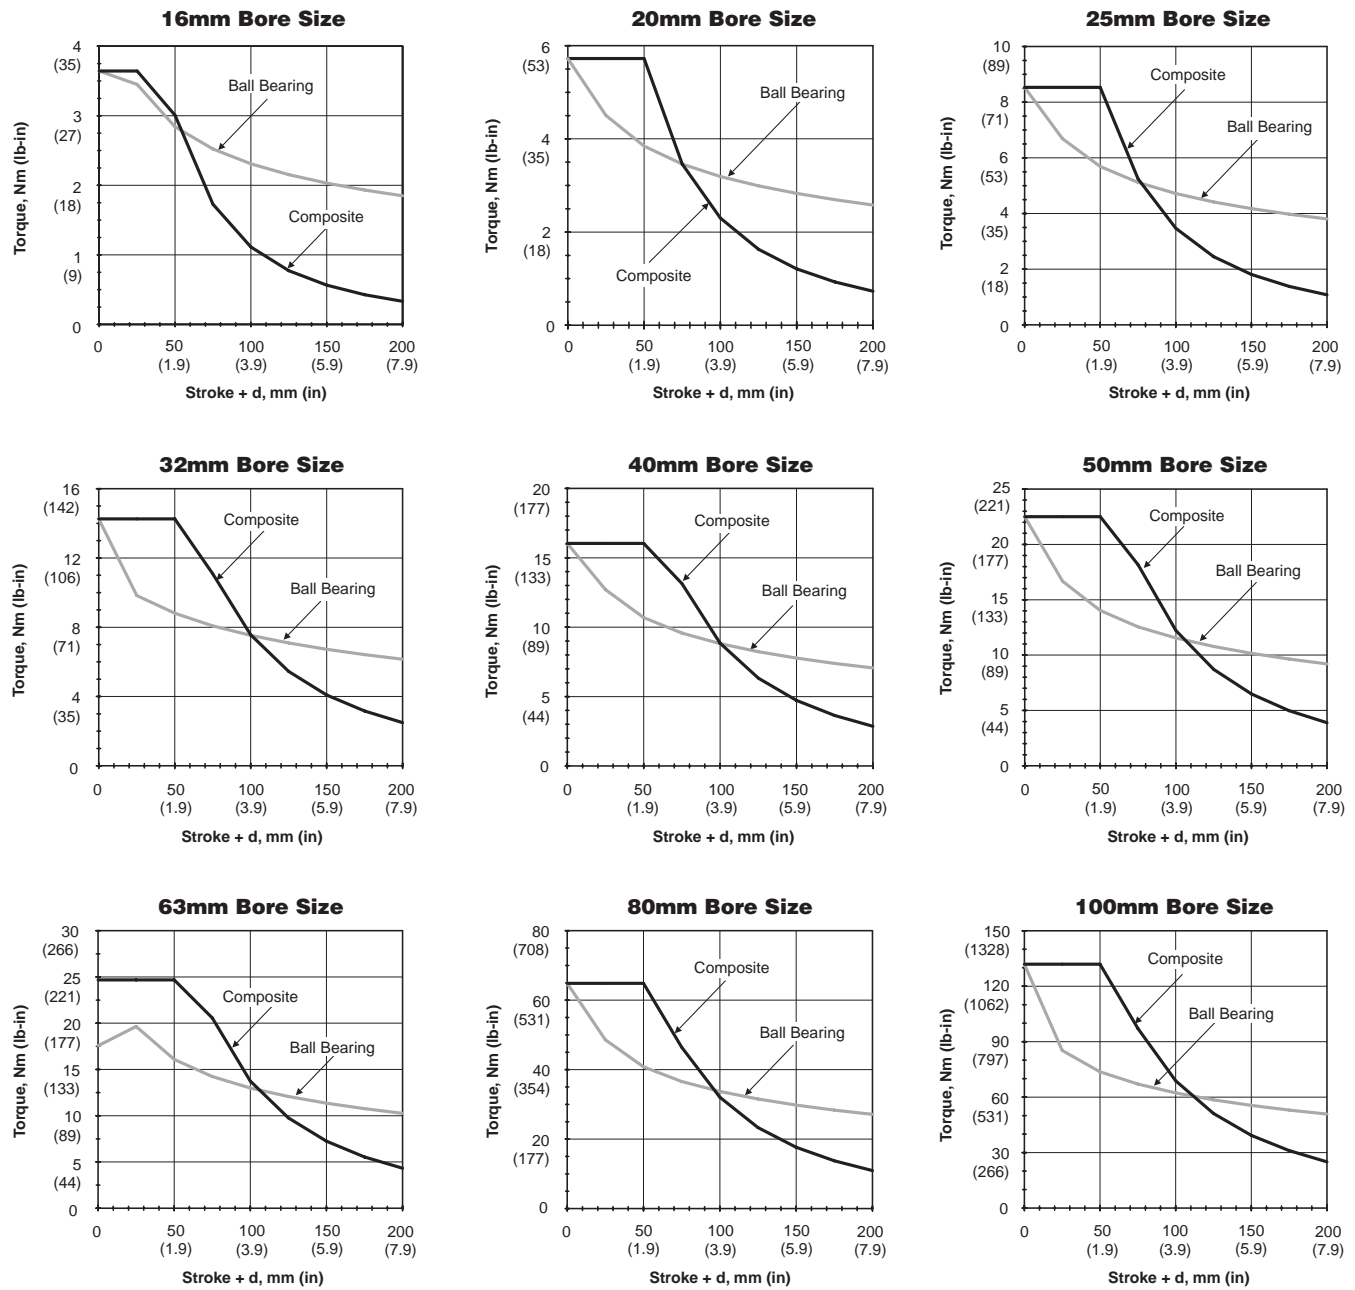 16mm Bore Size
4
(35)
3
(27)
2
(18)
1
(9)
0
Torque, Nm (lb-in)
Ball Bearing
Composite
0 50 100 150 200
(1.9) (3.9) (5.9) (7.9)
Stroke + d, mm (in)
20mm Bore Size
6
(53)
4
(35)
2
(18)
0
Torque, Nm (lb-in)
Ball Bearing
Composite
0 50 100 150 200
(1.9) (3.9) (5.9) (7.9)
Stroke + d, mm (in)
25mm Bore Size
10
(89)
8
(71)
6
(53)
4
(35)
2
(18)
0
Torque, Nm (lb-in)
Composite
Ball Bearing
0 50 100 150 200
(1.9) (3.9) (5.9) (7.9)
Stroke + d, mm (in)
32mm Bore Size
16
(142)
12
(106)
8
(71)
4
(35)
0
Torque, Nm (lb-in)
Composite
Ball Bearing
0 50 100 150 200
(1.9) (3.9) (5.9) (7.9)
Stroke + d, mm (in)
40mm Bore Size
20
(177)
15
(133)
10
(89)
5
(44)
0
Torque, Nm (lb-in)
Composite
Ball Bearing
0 50 100 150 200
(1.9) (3.9) (5.9) (7.9)
Stroke + d, mm (in)
50mm Bore Size
25
(221)
20
(177)
15
(133)
10
(89)
5
(44)
0
Torque, Nm (lb-in)
Composite
Ball Bearing
0 50 100 150 200
(1.9) (3.9) (5.9) (7.9)
Stroke + d, mm (in)
63mm Bore Size
30
(266)
25
(221)
20
(177)
15
(133)
10
(89)
5
(44)
0
Torque, Nm (lb-in)
Composite
Ball Bearing
0 50 100 150 200
(1.9) (3.9) (5.9) (7.9)
Stroke + d, mm (in)
80mm Bore Size
80
(708)
60
(531)
40
(354)
20
(177)
0
Torque, Nm (lb-in)
Composite
Ball Bearing
0 50 100 150 200
(1.9) (3.9) (5.9) (7.9)
Stroke + d, mm (in)
100mm Bore Size
150
(1328)
120
(1062)
90
(797)
60
(531)
30
(266)
0
Torque, Nm (lb-in)
Composite
Ball Bearing
0 50 100 150 200
(1.9) (3.9) (5.9) (7.9)
Stroke + d, mm (in)